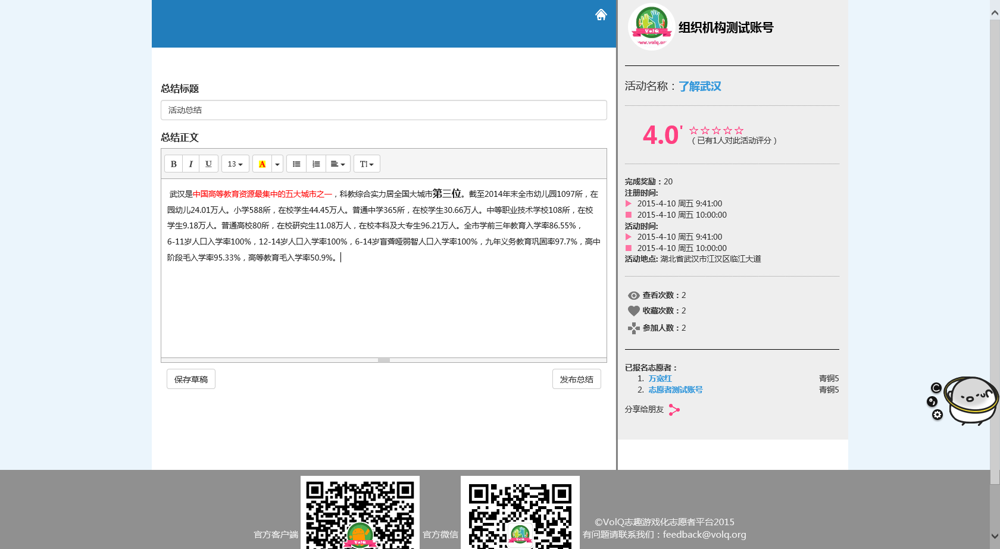 总结标题
活动总结
总结正文
B I U 13 A T!
武汉是中国高等教育资源最集中的五大城市之一，科教综合实力居全国大城市第三位。截至2014年末全市幼儿园1097所，在
园幼儿24.01万人。小学588所，在校学生44.45万人。普通中学365所，在校学生30.66万人。中等职业技术学校108所，在校
学生9.18万人。普通高校80所，在校研究生11.08万人，在校本科及大专生96.21万人。全市学前三年教育入学率86.55%，
6-11岁人口入学率100%，12-14岁人口入学率100%，6-14岁盲聋哑弱智人口入学率100%，九年义务教育巩固率97.7%，高中
阶段毛入学率95.33%，高等教育毛入学率50.9%。
保存草稿
发布总结
VolQ
www.volq.org
组织机构测试账号
活动名称：了解武汉
4.0'
（已有1人对此活动评分）
完成奖励：20
注册时间:
2015-4-10 周五 9:41:00
2015-4-10 周五 10:00:00
活动时间:
2015-4-10 周五 9:41:00
2015-4-10 周五 10:00:00
活动地点: 湖北省武汉市江汉区临江大道
查看次数：2
收藏次数：2
参加人数：2
已报名志愿者：
1. 万宽红 青铜5
2. 志愿者测试账号 青铜5
分享给朋友
官方客户端
VolQ
官方微信
VolQ
©VolQ志趣游戏化志愿者平台2015
有问题请联系我们：feedback@volq.org